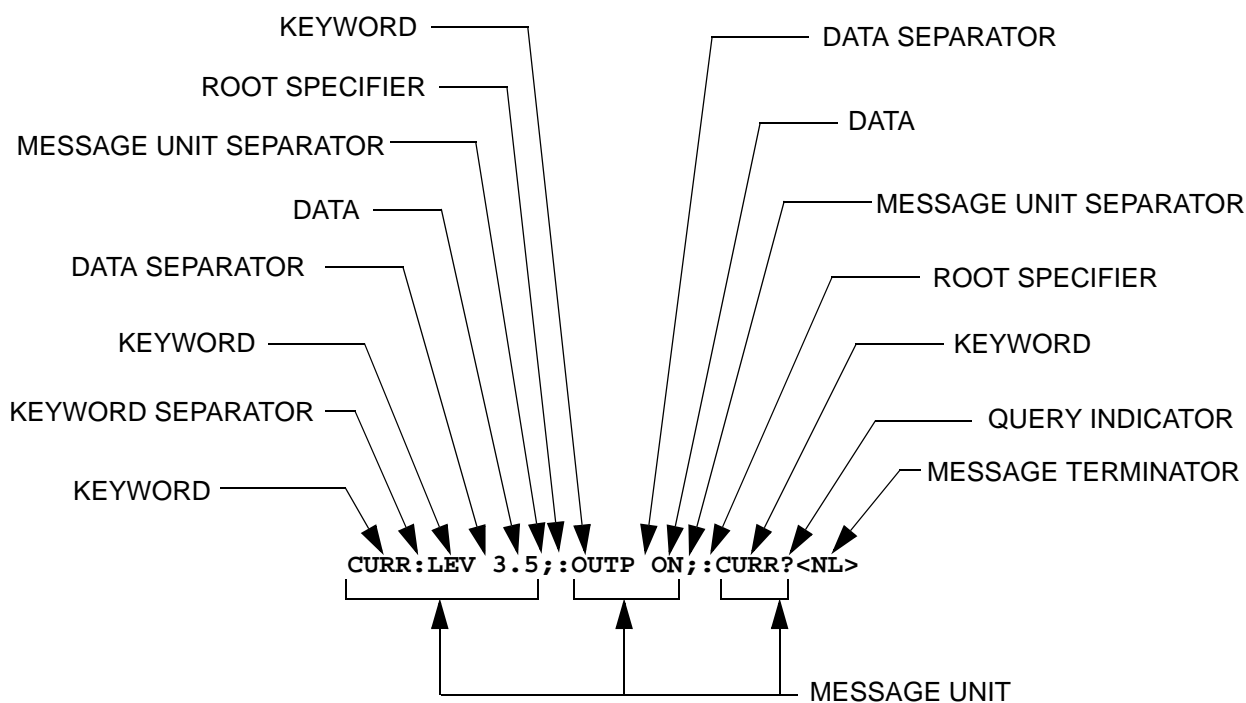 KEYWORD
DATA SEPARATOR
ROOT SPECIFIER
DATA
MESSAGE UNIT SEPARATOR
DATA
MESSAGE UNIT SEPARATOR
DATA SEPARATOR
ROOT SPECIFIER
KEYWORD
KEYWORD
KEYWORD SEPARATOR
QUERY INDICATOR
KEYWORD
MESSAGE TERMINATOR
CURR:LEV 3.5;:OUTP ON;:CURR?<NL>
MESSAGE UNIT